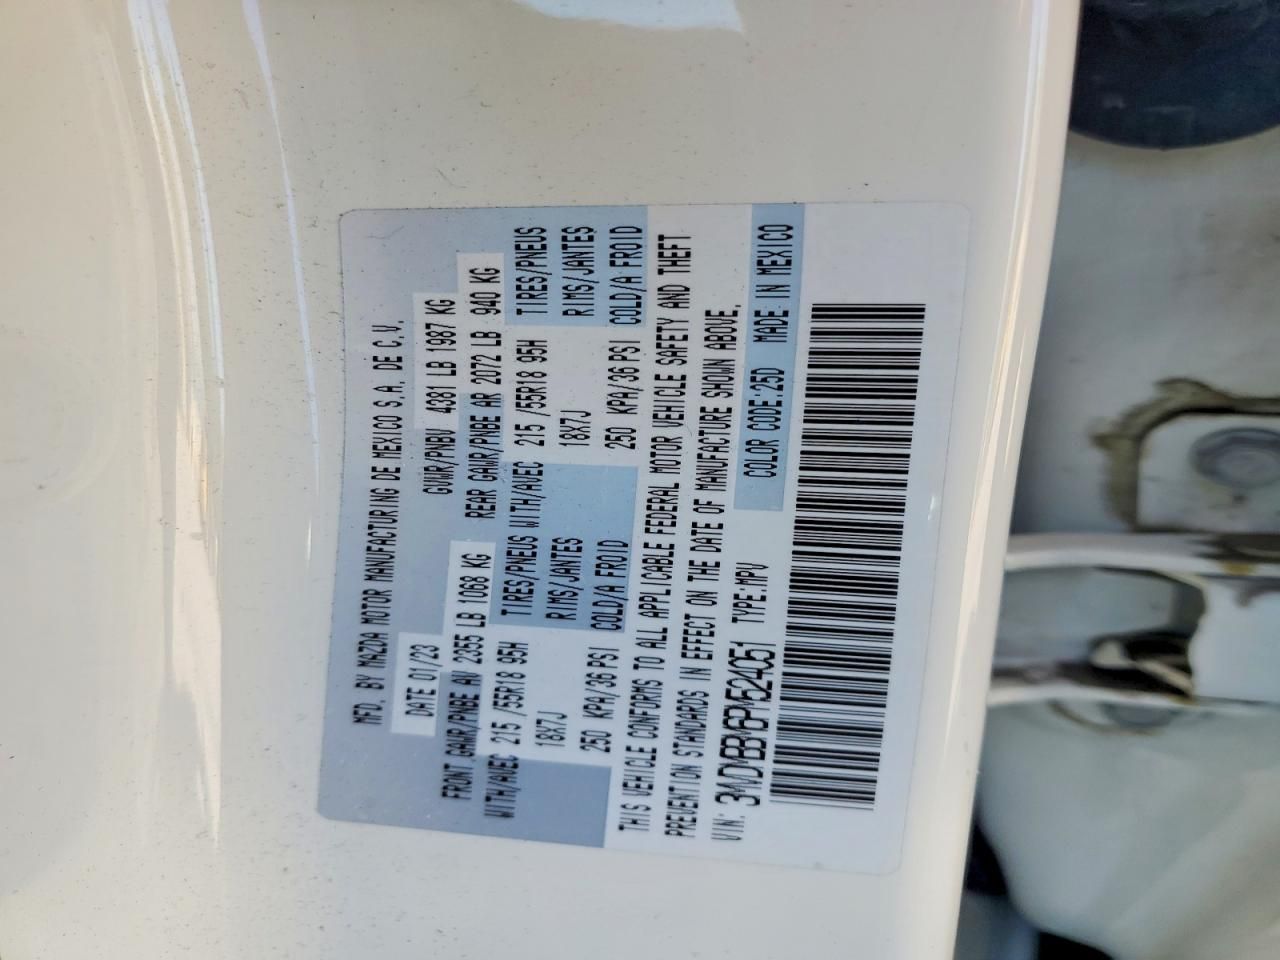 MFD. BY MAZDA MOTOR MANUFACTURING DE MEXICO S.A. DE C.V.
DATE 01/23 GVWR/PNBV 4381 LB 1987 KG
FRONT GAWR/PNBE AV 2355 LB 1068 KG REAR GAWR/PNBE AR 2072 LB 940 KG
WITH/AVEC 215 /55R18 95H TIRES/PNEUS WITH/AVEC 215 /55R18 95H TIRES/PNEUS
18X7J RIMS/JANTES 18X7J RIMS/JANTES
250 KPA/36 PSI COLD/A FROID 250 KPA/36 PSI COLD/A FROID
THIS VEHICLE CONFORMS TO ALL APPLICABLE FEDERAL MOTOR VEHICLE SAFETY AND THEFT
PREVENTION STANDARDS IN EFFECT ON THE DATE OF MANUFACTURE SHOWN ABOVE.
VIN: 3MVDMBBM6PM524051 TYPE:MPV COLOR CODE:25D MADE IN MEXICO